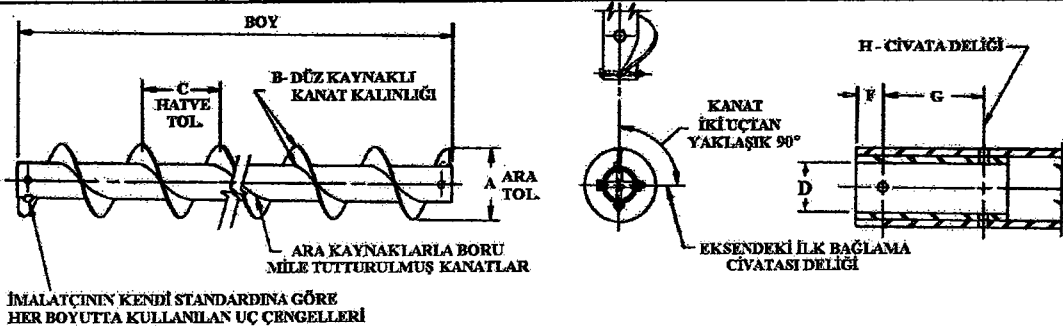 BOY
H - CİVATA DELİĞİ
B- DÜZ KAYNAKLI
KANAT KALINLIĞI
C
HATVE
TOL.
F
G
KANAT
İKİ UÇTAN
YAKLAŞIK 90°
A
ARA
TOL.
D
ARA KAYNAKLARLA BORU
MİLE TUTTURULMUŞ KANATLAR
EKSENDEKİ İLK BAĞLAMA
CİVATASI DELİĞİ
İMALATÇININ KENDİ STANDARDINA GÖRE
HER BOYUTTA KULLANILAN UÇ ÇENGELLERİ